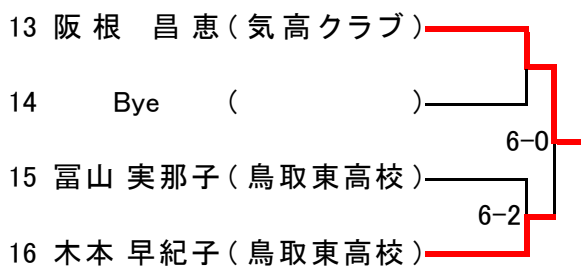 13 阪根 昌恵(気高クラブ)
14 Bye ( )
6-0
15 冨山 実那子(鳥取東高校)
6-2
16 木本 早紀子(鳥取東高校)